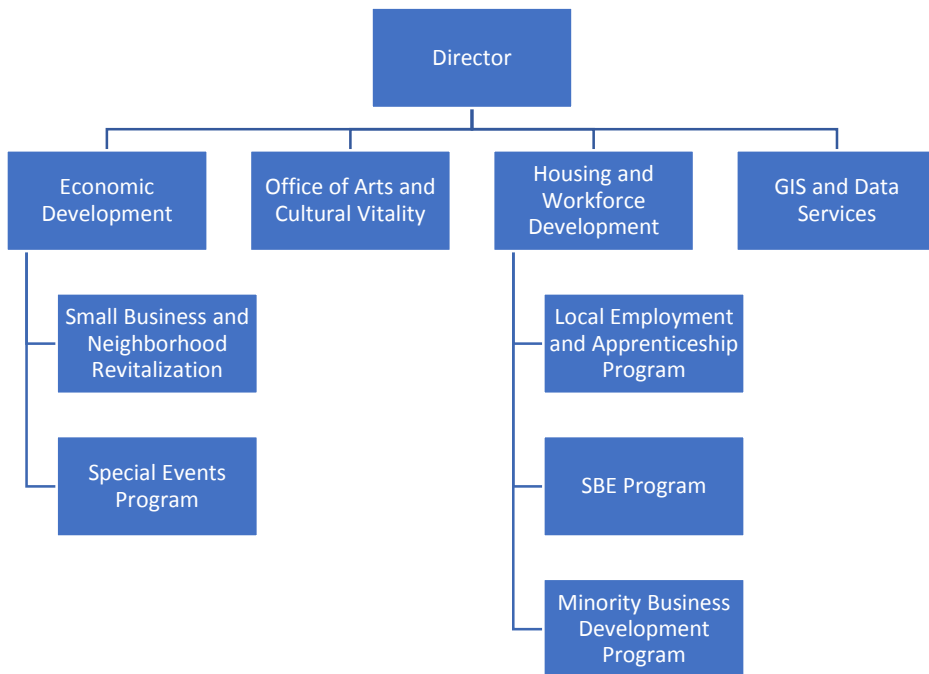 Director
Economic
Development
Office of Arts and
Cultural Vitality
Housing and
Workforce
Development
GIS and Data
Services
Small Business and
Neighborhood
Revitalization
Local Employment
and Apprenticeship
Program
Special Events
Program
SBE Program
Minority Business
Development
Program